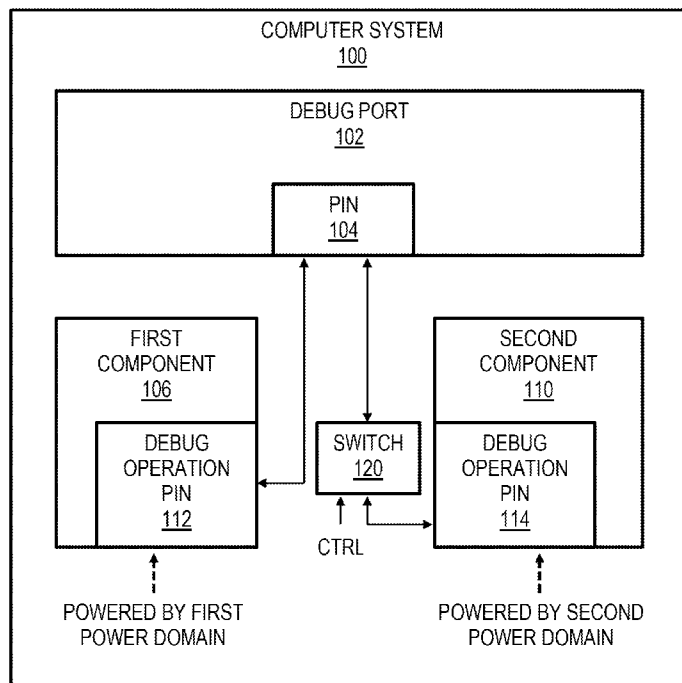 COMPUTER SYSTEM
100
DEBUG PORT
102
PIN
104
FIRST
COMPONENT
106
DEBUG
OPERATION
PIN
112
SWITCH
120
CTRL
SECOND
COMPONENT
110
DEBUG
OPERATION
PIN
114
POWERED BY FIRST
POWER DOMAIN
POWERED BY SECOND
POWER DOMAIN